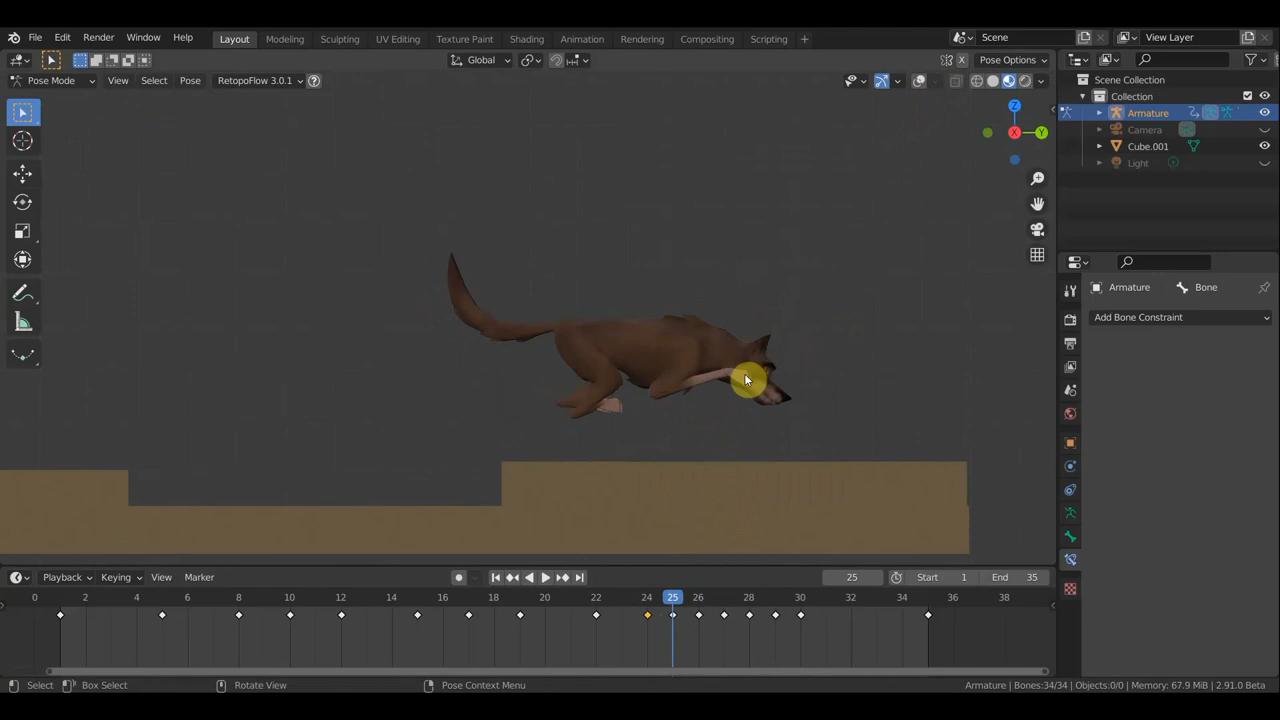 File Edit Render Window Help Layout Modeling Sculpting UV Editing Texture Paint Shading Animation Rendering Compositing Scripting + Scene View Layer
Global Pose Options
Pose Mode View Select Pose RetopoFlow 3.0.1
Scene Collection
Collection
Armature
Camera
Cube.001
Light
Z
X Y
Armature Bone
Add Bone Constraint
Playback Keying View Marker 25 Start 1 End 35
0 2 4 6 8 10 12 14 16 18 20 22 24 25 26 28 30 32 34 36 38
Select Box Select Rotate View Pose Context Menu Armature | Bones:34/34 | Objects:0/0 | Memory: 67.9 MiB | 2.91.0 Beta